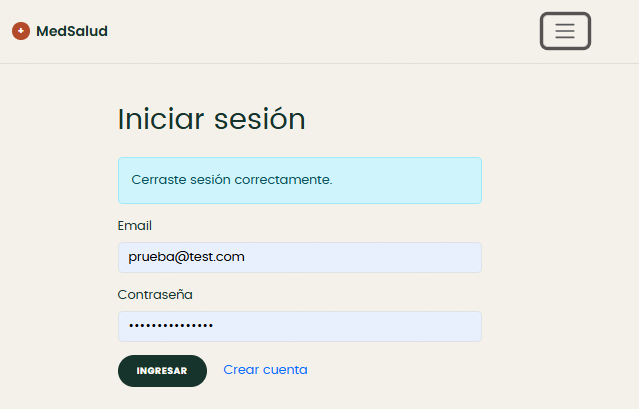 MedSalud
Iniciar sesión
Cerraste sesión correctamente.
Email
prueba@test.com
Contraseña
•••••••••••••••
INGRESAR
Crear cuenta